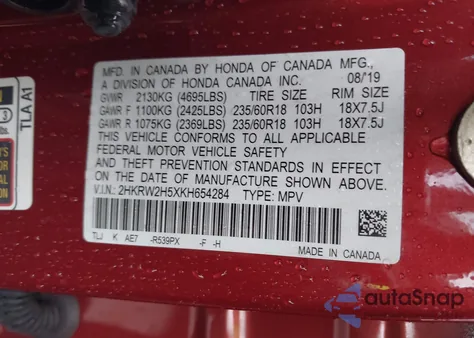 MFD. IN CANADA BY HONDA OF CANADA MFG.,
A DIVISION OF HONDA CANADA INC. 08/19
GVWR 2130KG (4695LBS) TIRE SIZE RIM SIZE
GAWR F 1100KG (2425LBS) 235/60R18 103H 18X7.5J
GAWR R 1075KG (2369LBS) 235/60R18 103H 18X7.5J
THIS VEHICLE CONFORMS TO ALL APPLICABLE
FEDERAL MOTOR VEHICLE SAFETY
AND THEFT PREVENTION STANDARDS IN EFFECT
ON THE DATE OF MANUFACTURE SHOWN ABOVE.
V.I.N.: 2HKRW2H5XKH654284 TYPE: MPV
TLJ K AE7 -R539PX -F -H
MADE IN CANADA
TLA A1
3
autoSnap